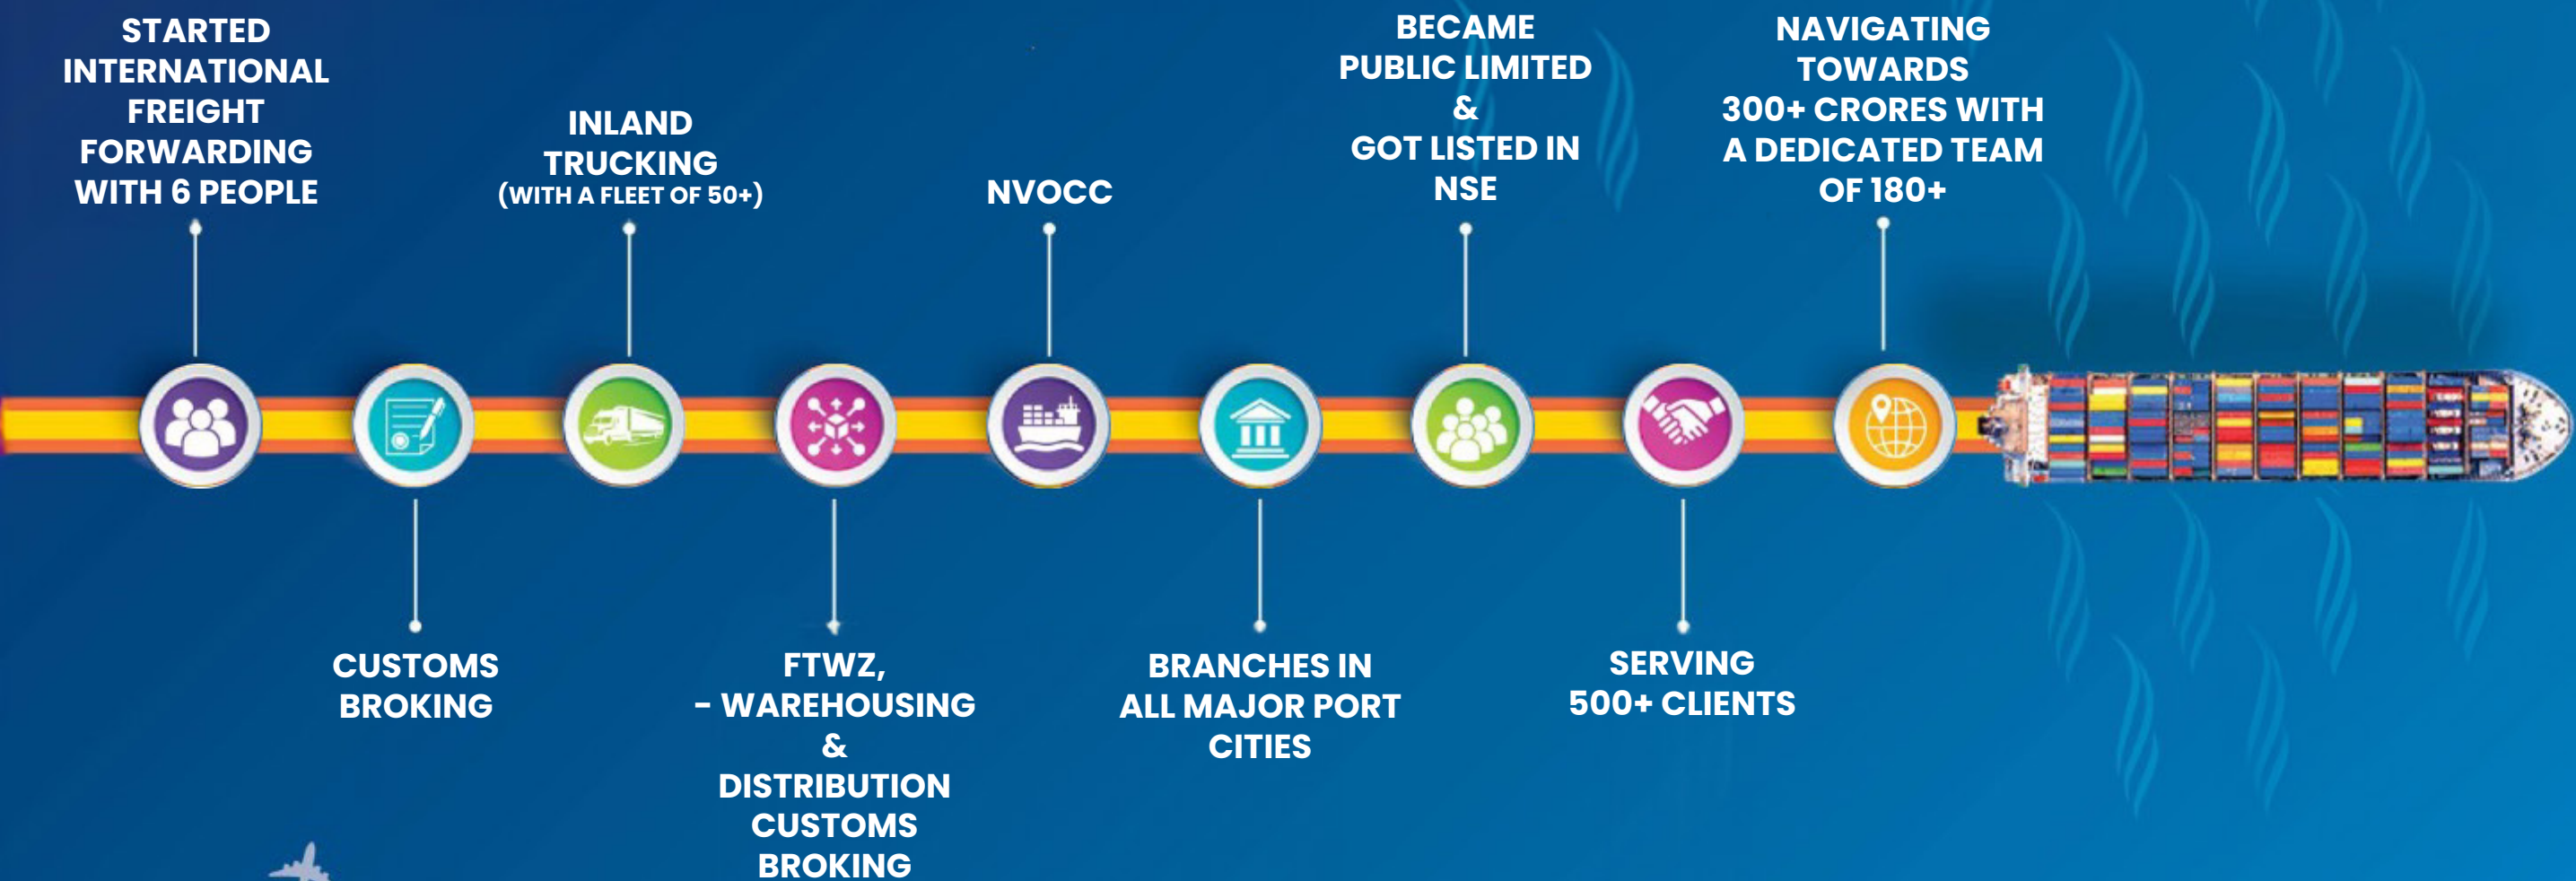 STARTED
INTERNATIONAL
FREIGHT
FORWARDING
WITH 6 PEOPLE
CUSTOMS
BROKING
INLAND
TRUCKING
(WITH A FLEET OF 50+)
FTWZ,
- WAREHOUSING
&
DISTRIBUTION
CUSTOMS
BROKING
NVOCC
BRANCHES IN
ALL MAJOR PORT
CITIES
BECAME
PUBLIC LIMITED
&
GOT LISTED IN
NSE
SERVING
500+ CLIENTS
NAVIGATING
TOWARDS
300+ CRORES WITH
A DEDICATED TEAM
OF 180+